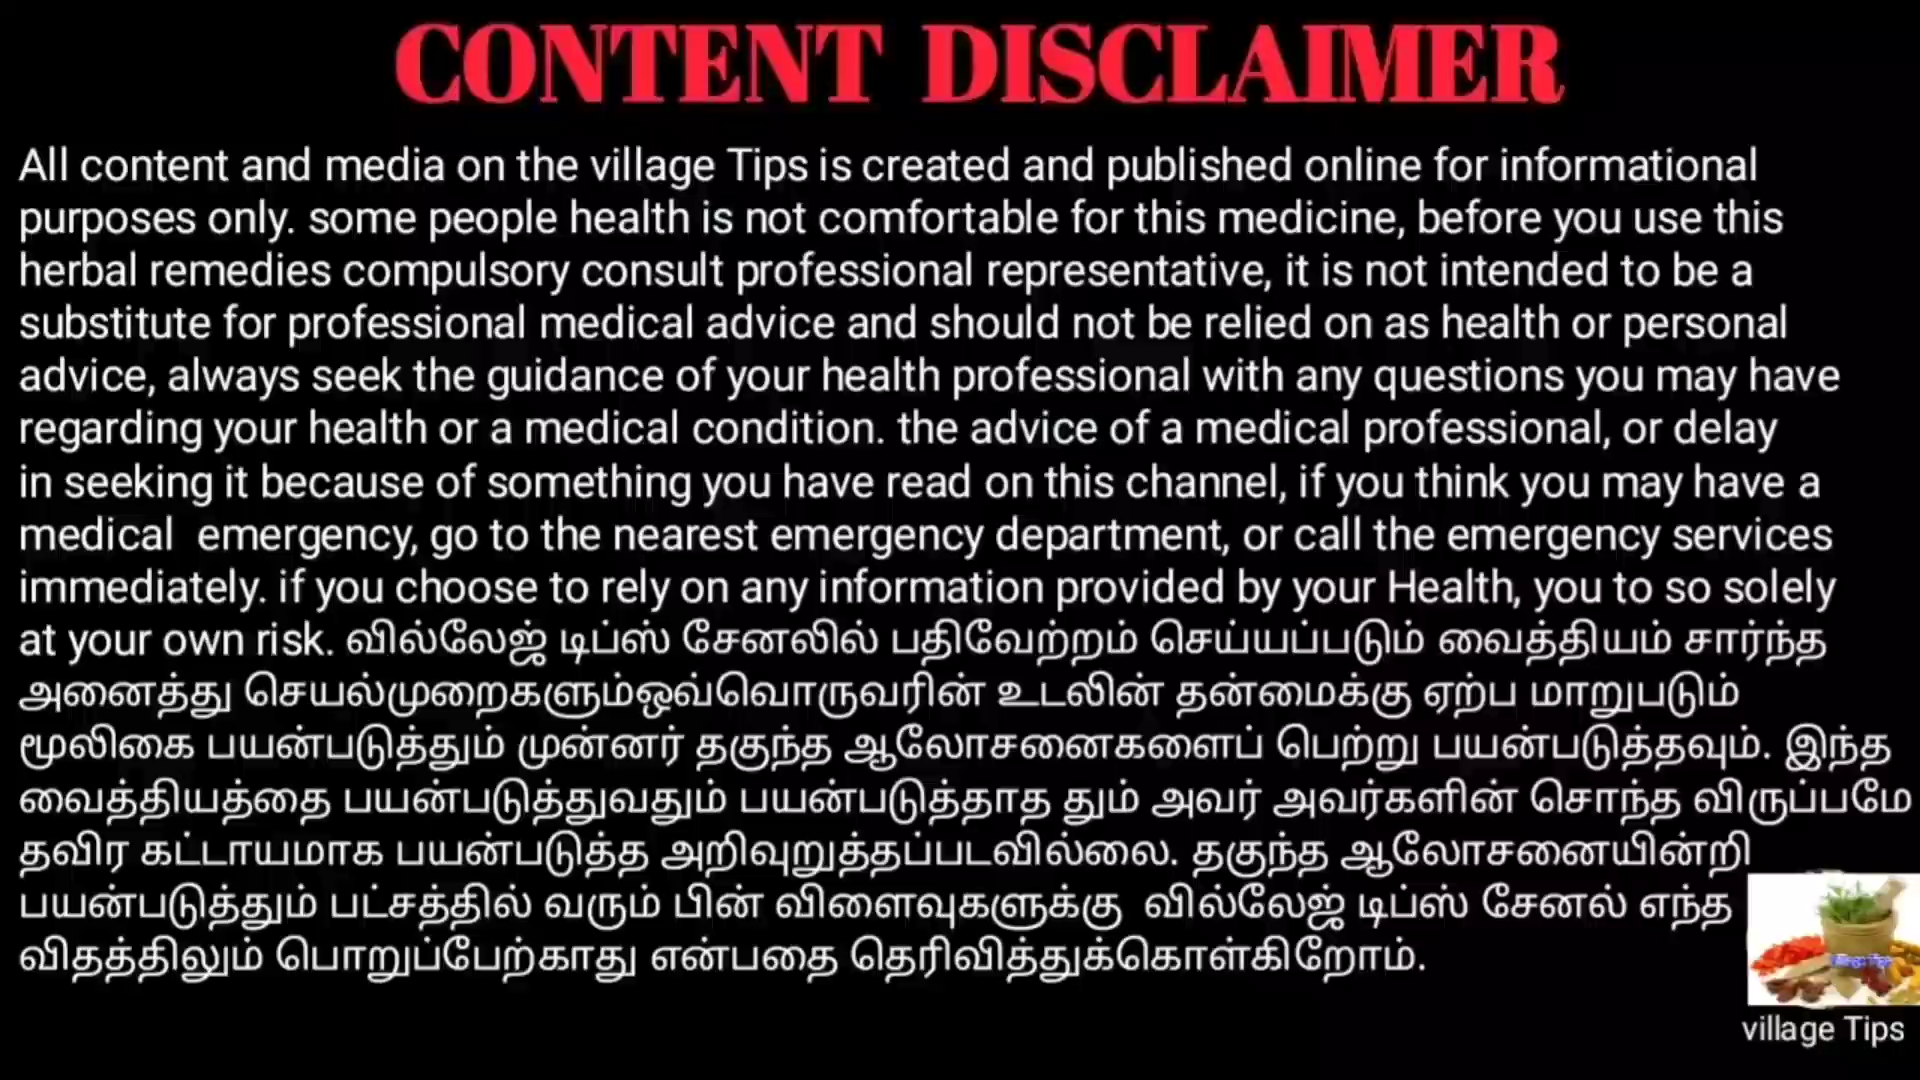 CONTENT DISCLAIMER
All content and media on the village Tips is created and published online for informational
purposes only. some people health is not comfortable for this medicine, before you use this
herbal remedies compulsory consult professional representative, it is not intended to be a
substitute for professional medical advice and should not be relied on as health or personal
advice, always seek the guidance of your health professional with any questions you may have
regarding your health or a medical condition. the advice of a medical professional, or delay
in seeking it because of something you have read on this channel, if you think you may have a
medical  emergency, go to the nearest emergency department, or call the emergency services
immediately. if you choose to rely on any information provided by your Health, you to so solely
at your own risk. வில்லேஜ் டிப்ஸ் சேனலில் பதிவேற்றம் செய்யப்படும் வைத்தியம் சார்ந்த
அனைத்து செயல்முறைகளும்ஒவ்வொருவரின் உடலின் தன்மைக்கு ஏற்ப மாறுபடும்
மூலிகை பயன்படுத்தும் முன்னர் தகுந்த ஆலோசனைகளைப் பெற்று பயன்படுத்தவும். இந்த
வைத்தியத்தை பயன்படுத்துவதும் பயன்படுத்தாத தும் அவர் அவர்களின் சொந்த விருப்பமே
தவிர கட்டாயமாக பயன்படுத்த அறிவுறுத்தப்படவில்லை. தகுந்த ஆலோசனையின்றி
பயன்படுத்தும் பட்சத்தில் வரும் பின் விளைவுகளுக்கு  வில்லேஜ் டிப்ஸ் சேனல் எந்த
விதத்திலும் பொறுப்பேற்காது என்பதை தெரிவித்துக்கொள்கிறோம்.
village Tips